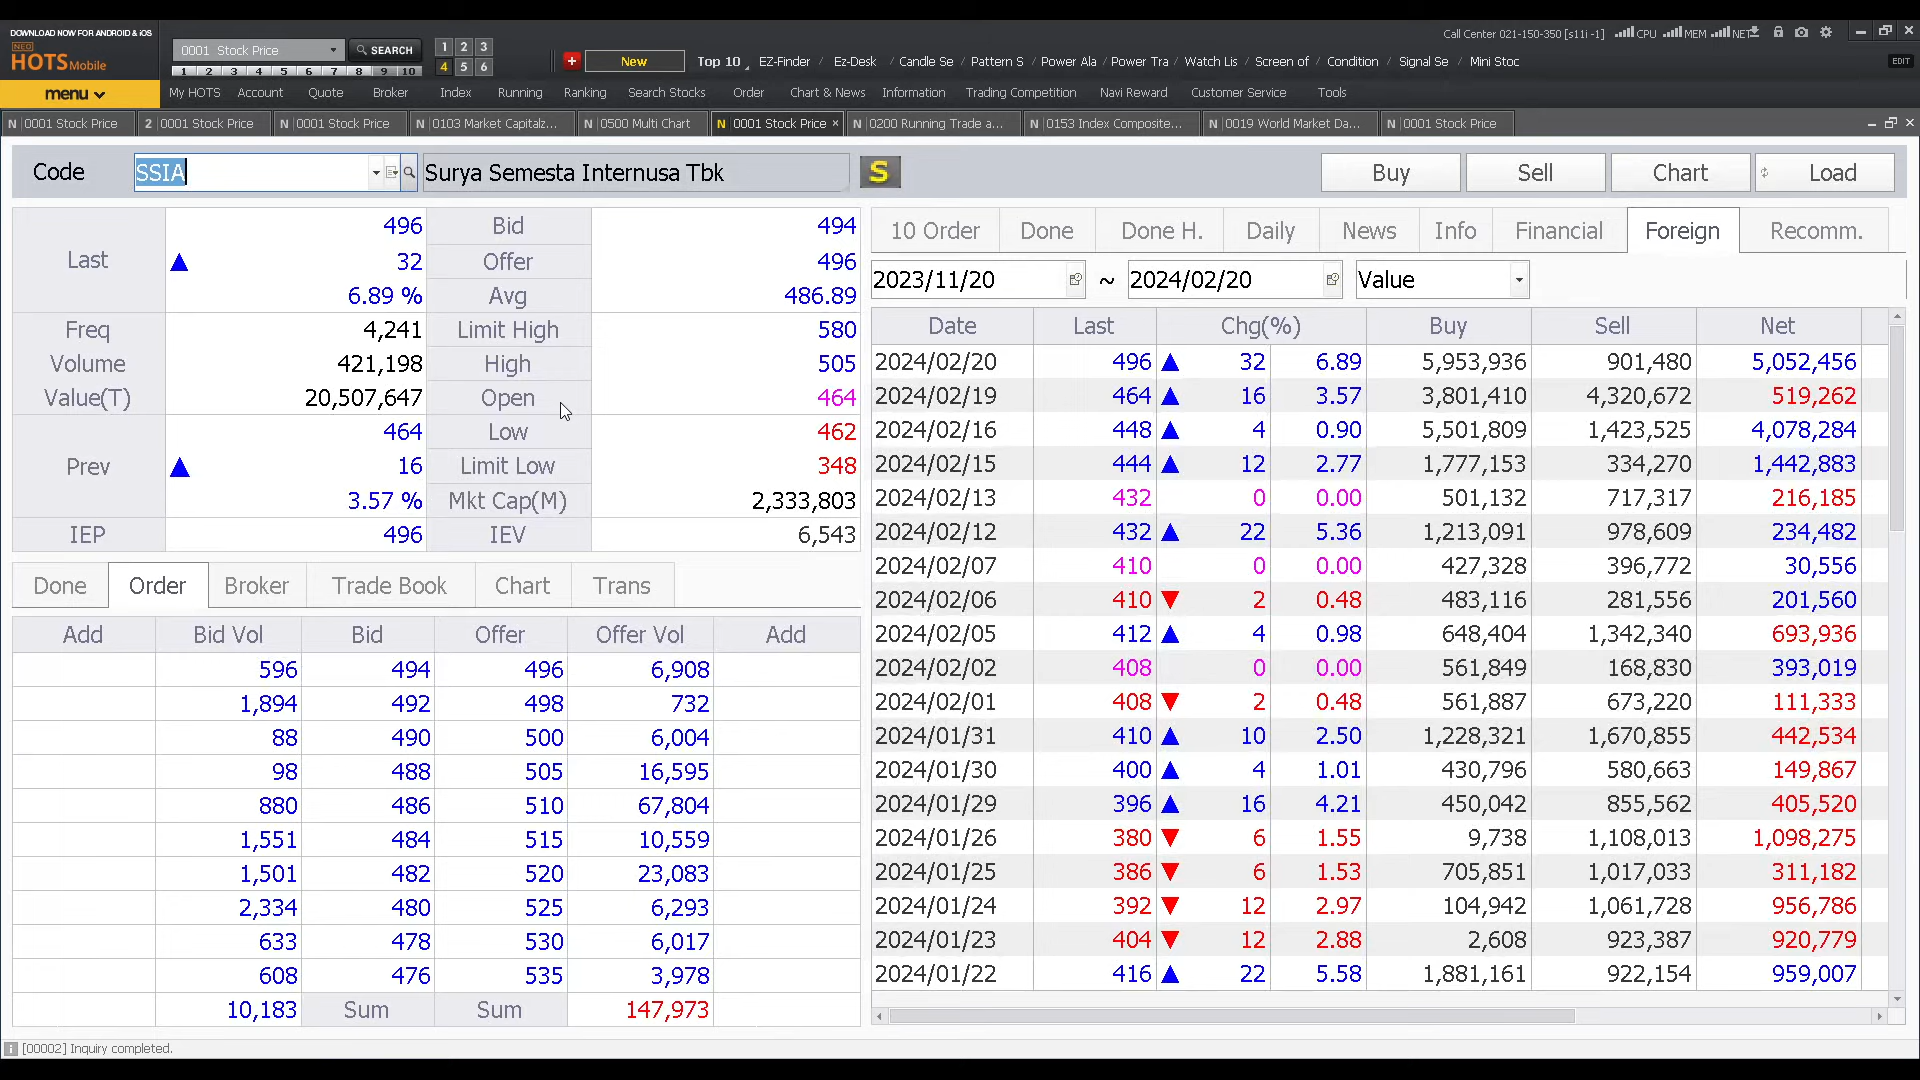 DOWNLOAD NOW FOR ANDROID & iOS
NEO
HOTS Mobile
0001 Stock Price
SEARCH
1 2 3 4 5 6 7 8 9 10
1 2 3
4 5 6
New
Top 10
EZ-Finder / Ez-Desk / Candle Se / Pattern S / Power Ala / Power Tra / Watch Lis / Screen of / Condition / Signal Se / Mini Stoc
Call Center 021-150-350 [s11i -1] CPU MEM NET
EDIT
menu
My HOTS Account Quote Broker Index Running Ranking Search Stocks Order Chart & News Information Trading Competition Navi Reward Customer Service Tools
N 0001 Stock Price 2 0001 Stock Price N 0001 Stock Price N 0103 Market Capitalz... N 0500 Multi Chart N 0001 Stock Price × N 0200 Running Trade a... N 0153 Index Composite... N 0019 World Market Da... N 0001 Stock Price
Code SSIA Surya Semesta Internusa Tbk S Buy Sell Chart Load
Last 496 Bid 494
▲ 32 Offer 496
6.89 % Avg 486.89
Freq 4,241 Limit High 580
Volume 421,198 High 505
Value(T) 20,507,647 Open 464
Prev 464 Low 462
▲ 16 Limit Low 348
3.57 % Mkt Cap(M) 2,333,803
IEP 496 IEV 6,543
Done Order Broker Trade Book Chart Trans
Add Bid Vol Bid Offer Offer Vol Add
596 494 496 6,908
1,894 492 498 732
88 490 500 6,004
98 488 505 16,595
880 486 510 67,804
1,551 484 515 10,559
1,501 482 520 23,083
2,334 480 525 6,293
633 478 530 6,017
608 476 535 3,978
10,183 Sum Sum 147,973
10 Order Done Done H. Daily News Info Financial Foreign Recomm.
2023/11/20 ~ 2024/02/20 Value
Date Last Chg(%) Buy Sell Net
2024/02/20 496 ▲ 32 6.89 5,953,936 901,480 5,052,456
2024/02/19 464 ▲ 16 3.57 3,801,410 4,320,672 519,262
2024/02/16 448 ▲ 4 0.90 5,501,809 1,423,525 4,078,284
2024/02/15 444 ▲ 12 2.77 1,777,153 334,270 1,442,883
2024/02/13 432 0 0.00 501,132 717,317 216,185
2024/02/12 432 ▲ 22 5.36 1,213,091 978,609 234,482
2024/02/07 410 0 0.00 427,328 396,772 30,556
2024/02/06 410 ▼ 2 0.48 483,116 281,556 201,560
2024/02/05 412 ▲ 4 0.98 648,404 1,342,340 693,936
2024/02/02 408 0 0.00 561,849 168,830 393,019
2024/02/01 408 ▼ 2 0.48 561,887 673,220 111,333
2024/01/31 410 ▲ 10 2.50 1,228,321 1,670,855 442,534
2024/01/30 400 ▲ 4 1.01 430,796 580,663 149,867
2024/01/29 396 ▲ 16 4.21 450,042 855,562 405,520
2024/01/26 380 ▼ 6 1.55 9,738 1,108,013 1,098,275
2024/01/25 386 ▼ 6 1.53 705,851 1,017,033 311,182
2024/01/24 392 ▼ 12 2.97 104,942 1,061,728 956,786
2024/01/23 404 ▼ 12 2.88 2,608 923,387 920,779
2024/01/22 416 ▲ 22 5.58 1,881,161 922,154 959,007
[00002] Inquiry completed.